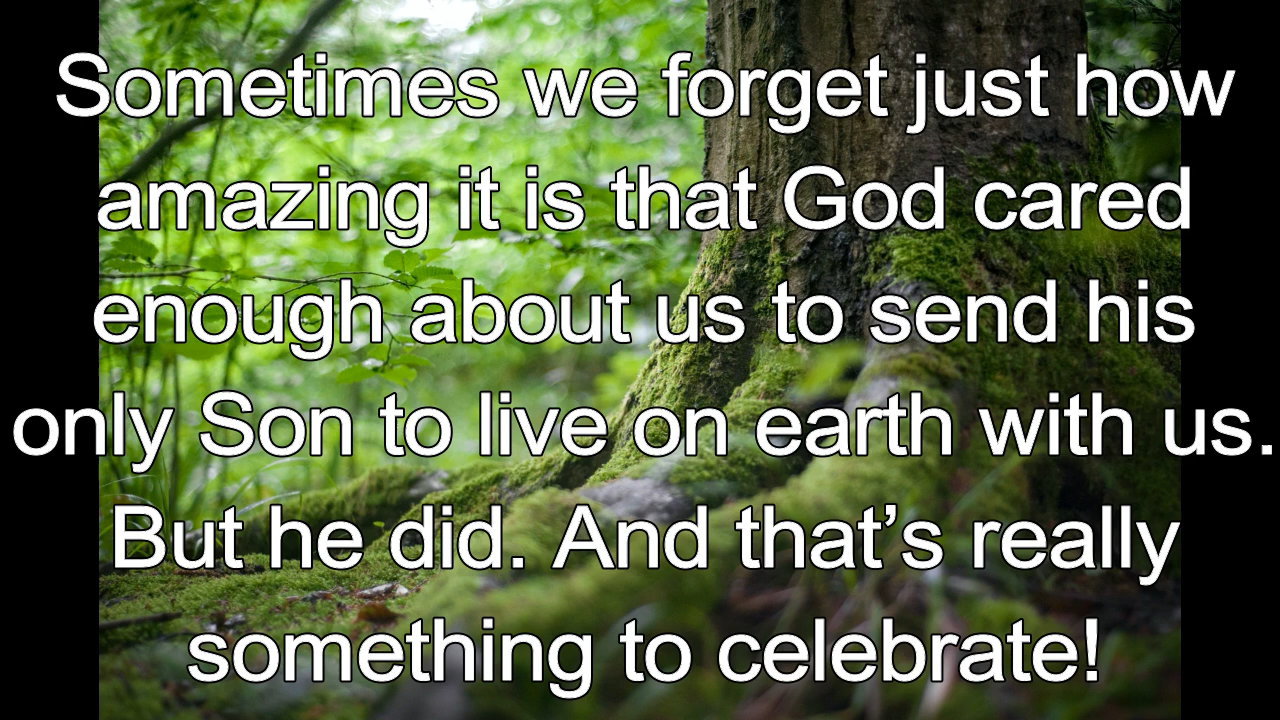 Sometimes we forget just how
amazing it is that God cared
enough about us to send his
only Son to live on earth with us.
But he did. And that’s really
something to celebrate!